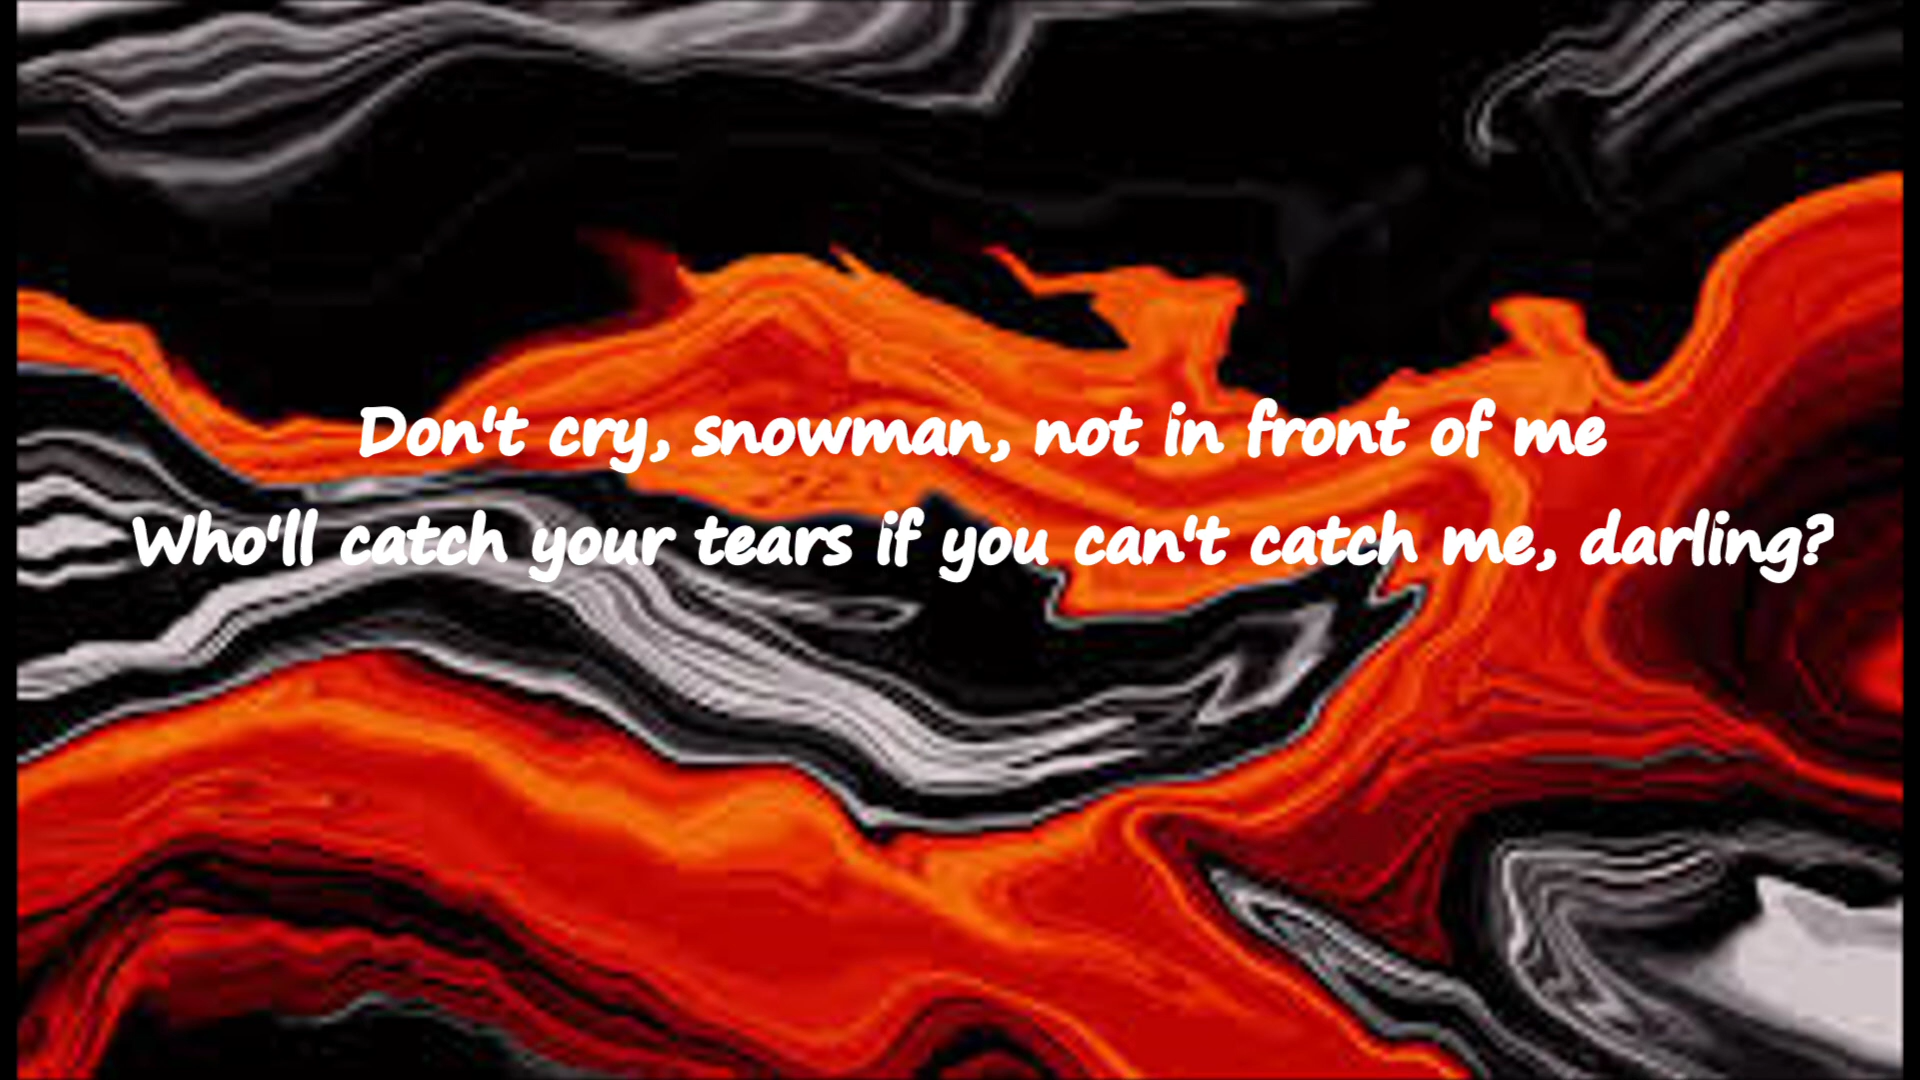 Don't cry, snowman, not in front of me
Who'll catch your tears if you can't catch me, darling?